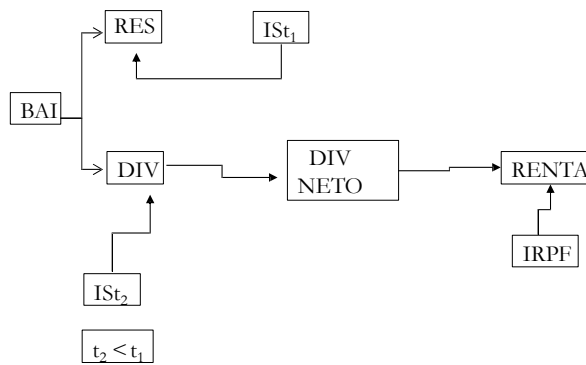 RES
ISt₁
BAI
DIV
DIV
NETO
RENTA
IRPF
ISt₂
t₂ < t₁